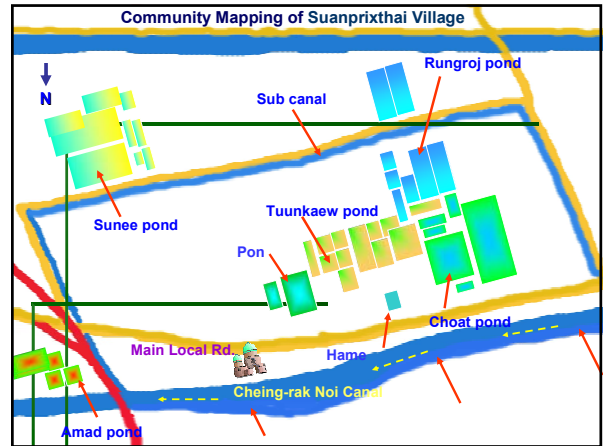 Community Mapping of Suanprixthai Village
Rungroj pond
N
Sub canal
Sunee pond
Tuunkaew pond
Pon
Choat pond
Main Local Rd.
Hame
Cheing-rak Noi Canal
Amad pond